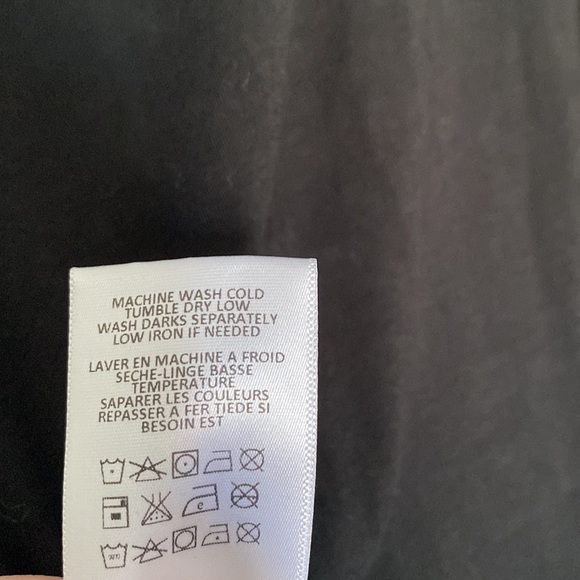 MACHINE WASH COLD
TUMBLE DRY LOW
WASH DARKS SEPARATELY
LOW IRON IF NEEDED
LAVER EN MACHINE A FROID
SECHE-LINGE BASSE
TEMPERATURE
SAPARER LES COULEURS
REPASSER A FER TIEDE SI
BESOIN EST